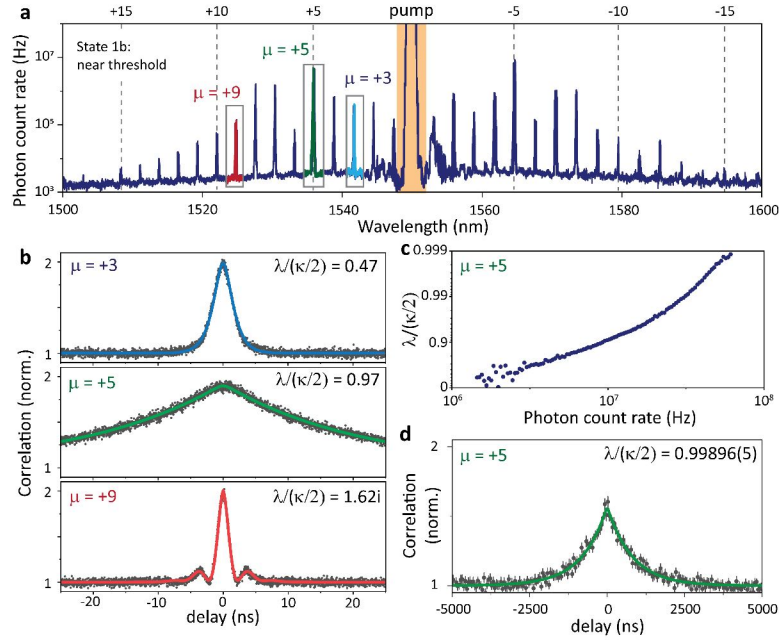 a
+15 +10 +5 pump -5 -10 -15
State 1b:
near threshold
μ = +9
μ = +5
μ = +3
Photon count rate (Hz)
10⁷
10⁵
10³
1500 1520 1540 1560 1580 1600
Wavelength (nm)
b
μ = +3
λ/(κ/2) = 0.47
2
1
μ = +5
λ/(κ/2) = 0.97
2
1
μ = +9
λ/(κ/2) = 1.62i
2
1
Correlation (norm.)
-20 -10 0 10 20
delay (ns)
c
μ = +5
λ/(κ/2)
0.999
0.99
0.9
0
10⁶ 10⁷ 10⁸
Photon count rate (Hz)
d
μ = +5
λ/(κ/2) = 0.99896(5)
Correlation
(norm.)
2
1
-5000 -2500 0 2500 5000
delay (ns)